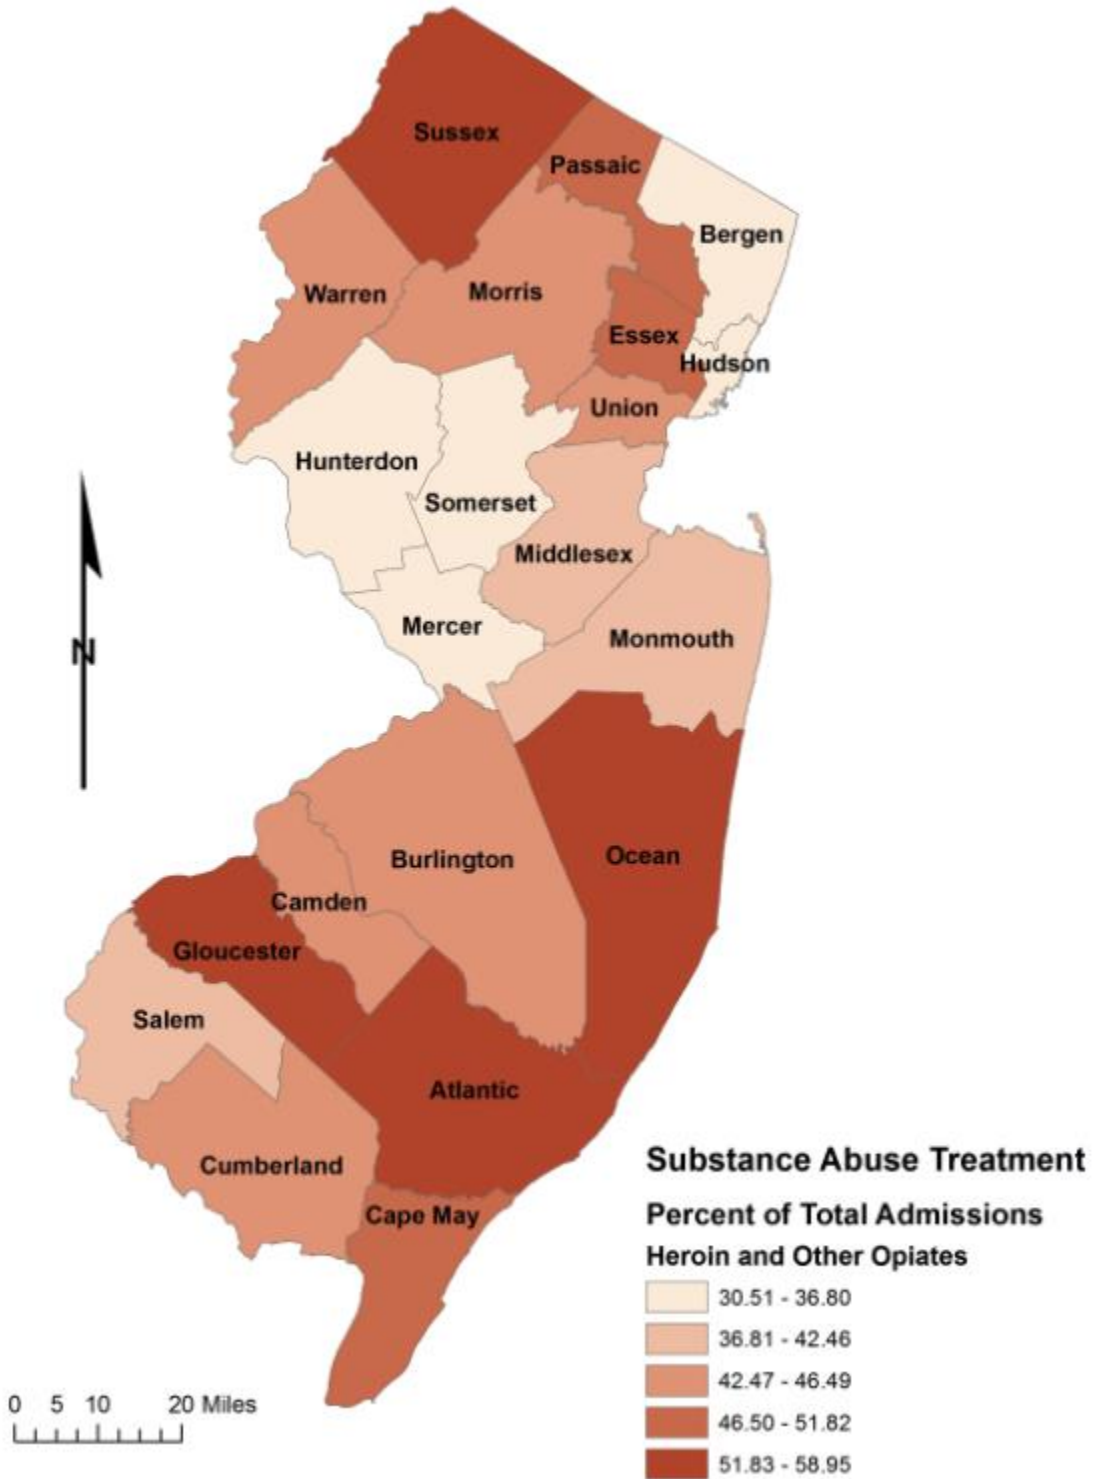 Sussex
Passaic
Bergen
Warren
Morris
Essex
Hudson
Union
Hunterdon
Somerset
Middlesex
Mercer
Monmouth
N
Burlington
Ocean
Camden
Gloucester
Salem
Atlantic
Cumberland
Cape May
Substance Abuse Treatment
Percent of Total Admissions
Heroin and Other Opiates
30.51 - 36.80
36.81 - 42.46
42.47 - 46.49
46.50 - 51.82
51.83 - 58.95
0 5 10 20 Miles